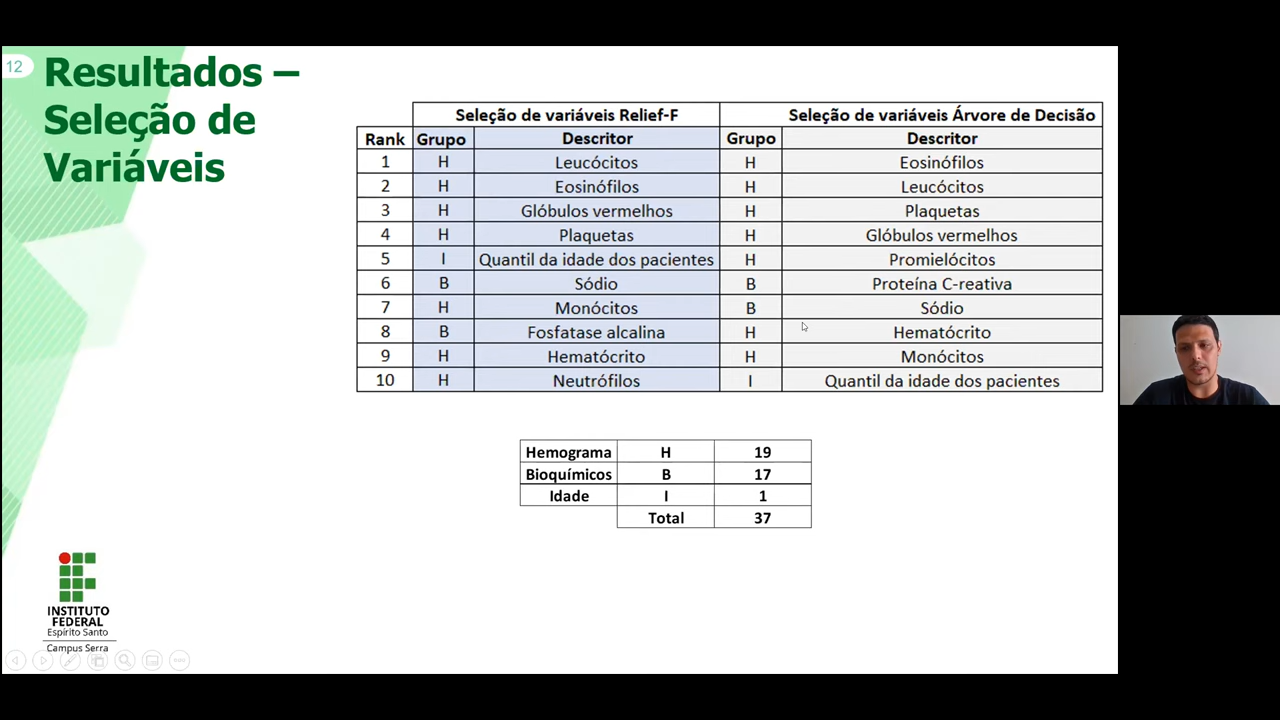 12
Resultados –
Seleção de
Variáveis
Seleção de variáveis Relief-F Seleção de variáveis Árvore de Decisão
Rank Grupo Descritor Grupo Descritor
1 H Leucócitos H Eosinófilos
2 H Eosinófilos H Leucócitos
3 H Glóbulos vermelhos H Plaquetas
4 H Plaquetas H Glóbulos vermelhos
5 I Quantil da idade dos pacientes H Promielócitos
6 B Sódio B Proteína C-reativa
7 H Monócitos B Sódio
8 B Fosfatase alcalina H Hematócrito
9 H Hematócrito H Monócitos
10 H Neutrófilos I Quantil da idade dos pacientes
Hemograma H 19
Bioquímicos B 17
Idade I 1
Total 37
INSTITUTO
FEDERAL
Espírito Santo
Campus Serra